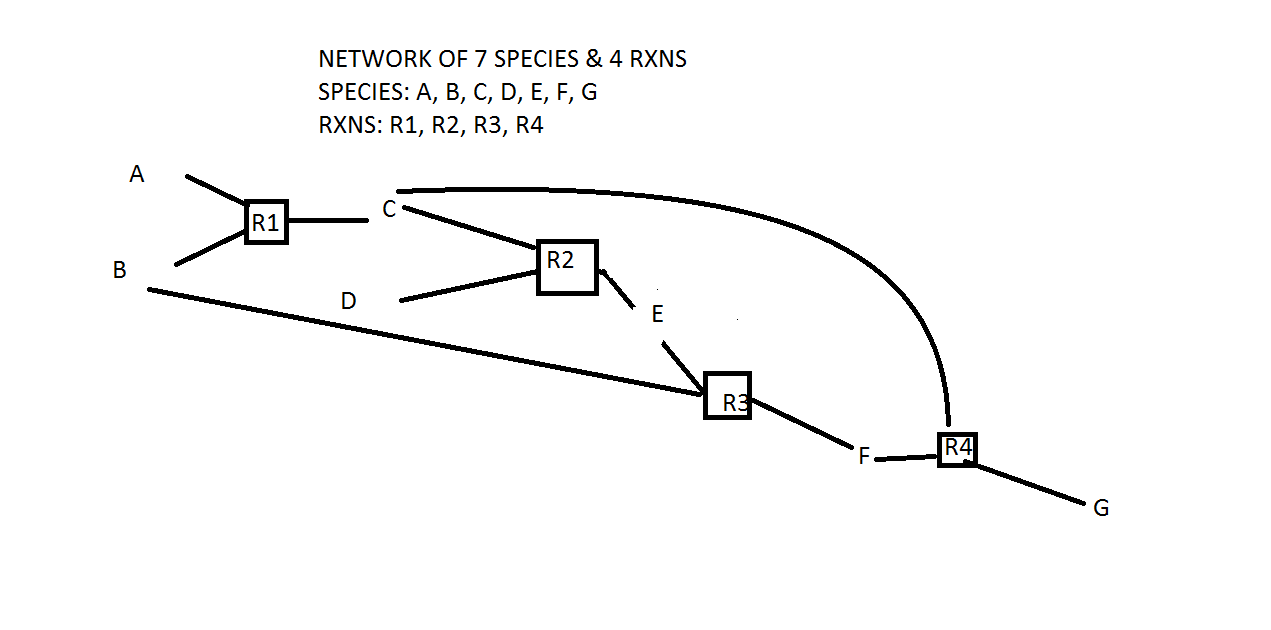 NETWORK OF 7 SPECIES & 4 RXNS
SPECIES: A, B, C, D, E, F, G
RXNS: R1, R2, R3, R4
A
R1
C
B
R2
D
E
R3
F
R4
G